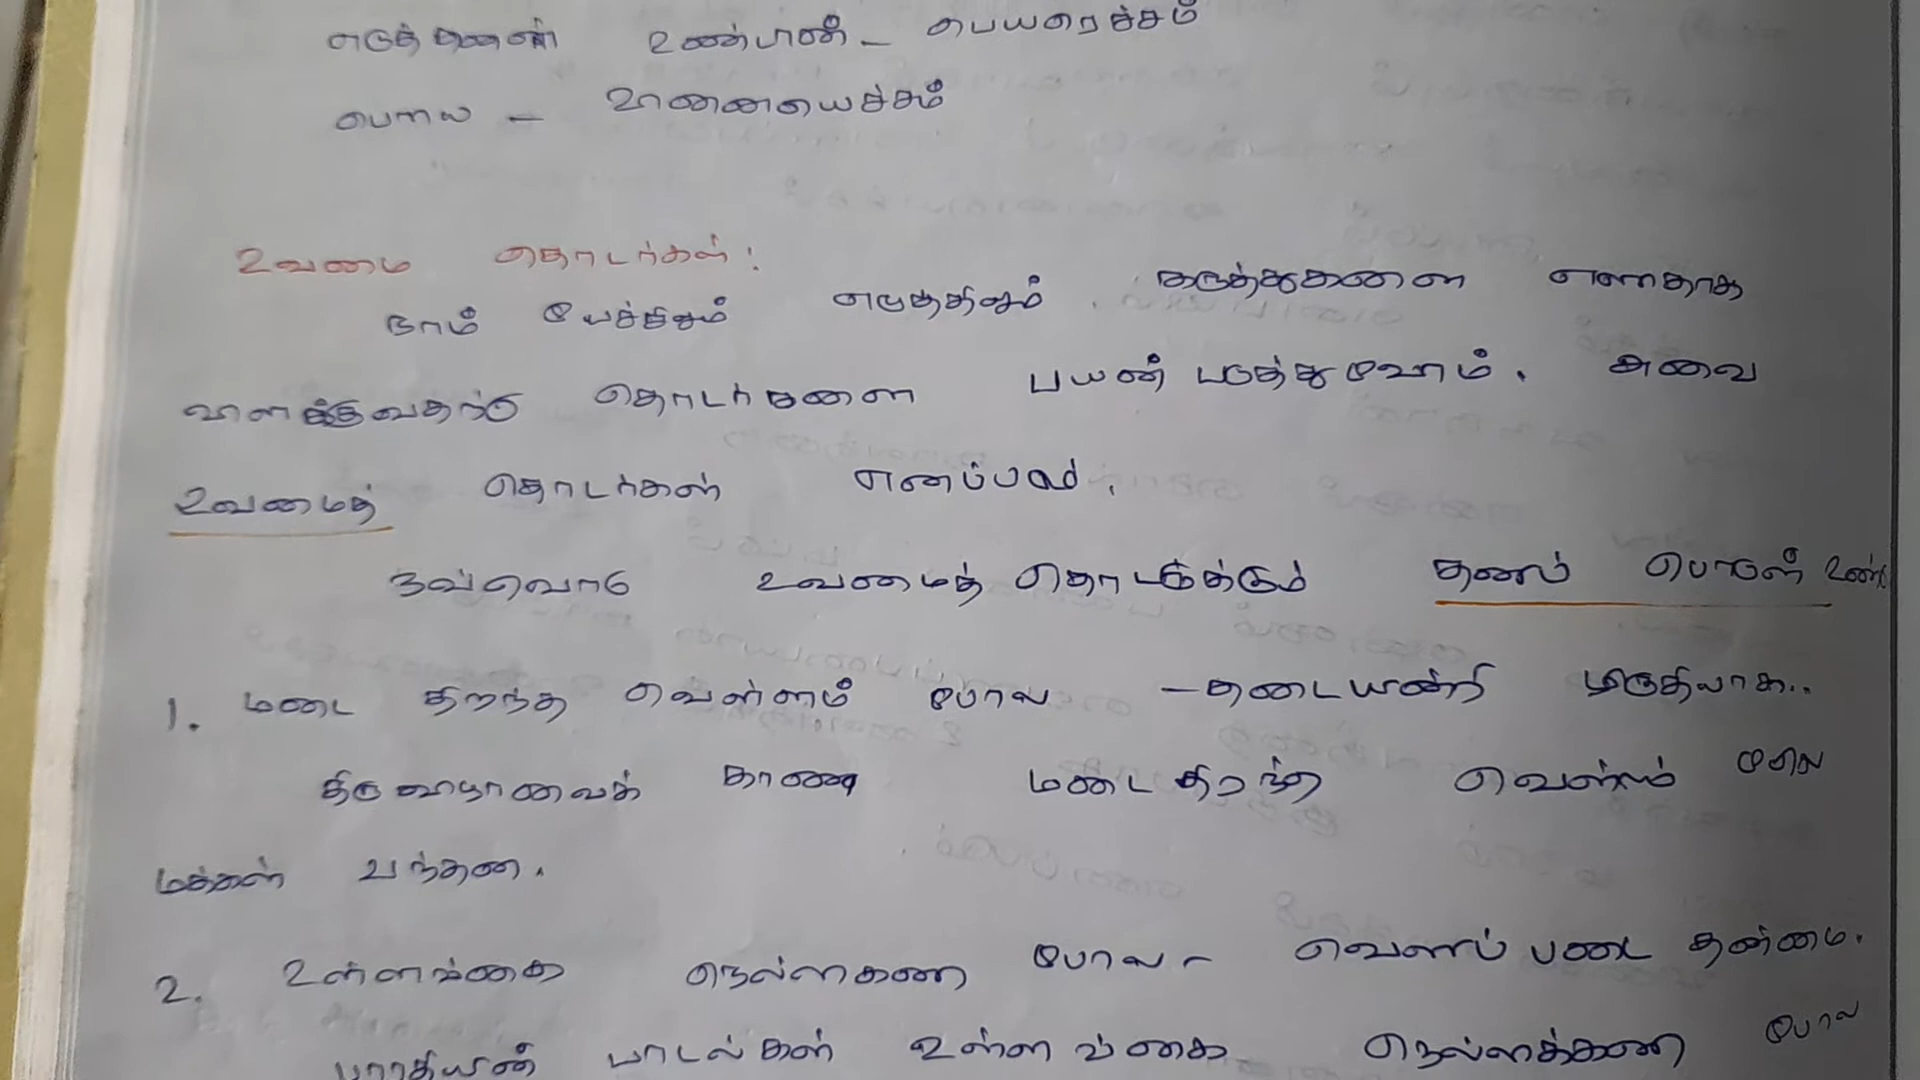 எடுத்தனன் உண்பான் - பெயரெச்சம்
பொய - வினையெச்சம்
உவமை தொடர்கள்!
நாம் பேச்சிலும் எழுத்திலும் கருத்துகளை எளிதாக
விளக்குவதற்கு தொடர்களை பயன் படுத்துவோம். அவை
உவமைத் தொடர்கள் எனப்படும்.
ஒவ்வொரு உவமைத் தொடருக்கும் தனிப் பொருள் உண்
1. மடை திறந்த வெள்ளம் போல - தடையின்றி மிகுதியாக..
திருவிழாவைக் காண மடை திறந்த வெள்ளம் போல
மக்கள் வந்தன.
2. உள்ளங்கை நெல்லிகனி போல - வெளிப் படை தன்மை.
பாரதியின் பாடல்கள் உள்ளங்கை நெல்லிக்கனி போல